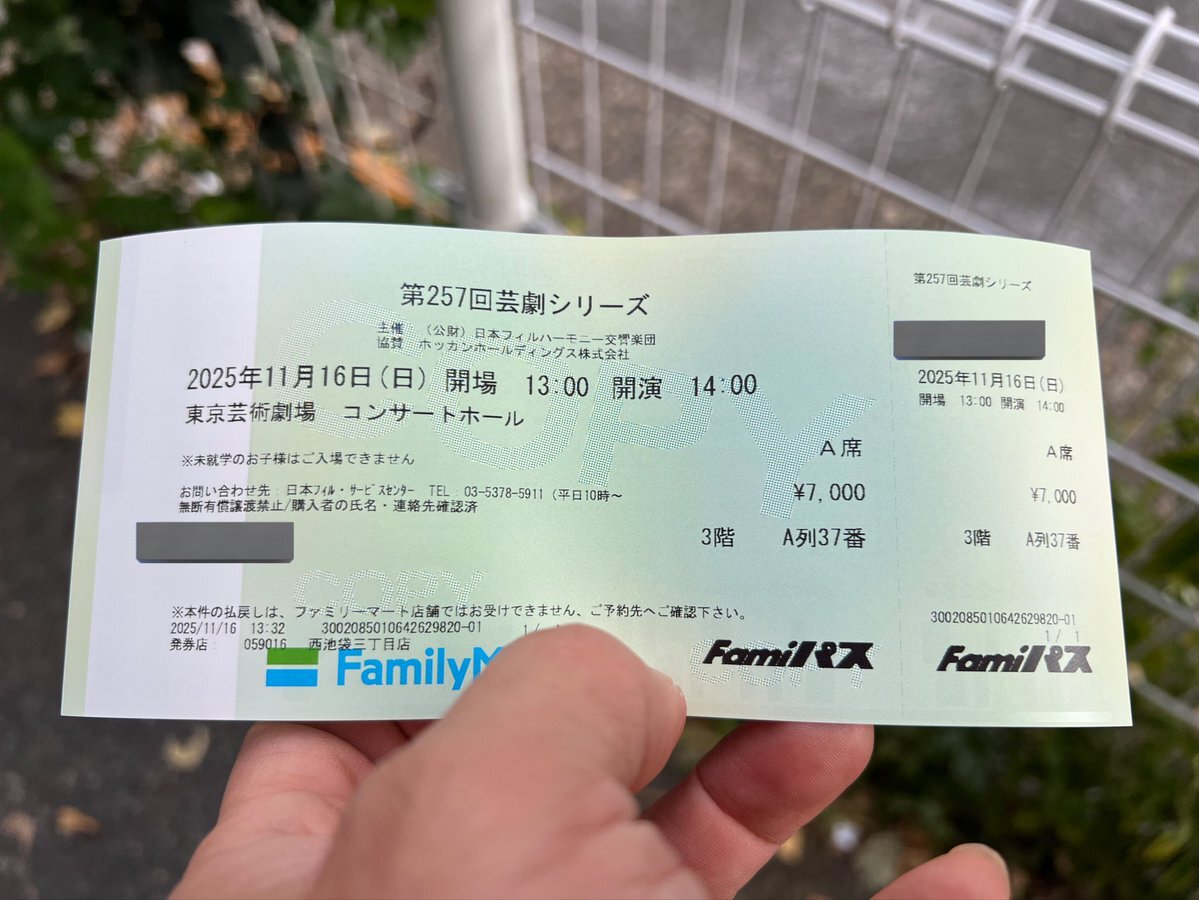 第257回芸劇シリーズ
主催 （公財）日本フィルハーモニー交響楽団
協賛 ホッカンホールディングス株式会社
2025年11月16日(日) 開場 13:00 開演 14:00
東京芸術劇場 コンサートホール
※未就学のお子様はご入場できません
A席
¥7,000
お問い合わせ先：日本ﾌｨﾙ・ｻｰﾋﾞｽｾﾝﾀｰ TEL：03-5378-5911（平日10時～
無断有償譲渡禁止/購入者の氏名・連絡先確認済
3階 A列37番
※本件の払戻しは、ファミリーマート店舗ではお受けできません、ご予約先へご確認下さい。
2025/11/16 13:32 3002085010642629820-01 1/
発券店： 059016 西池袋三丁目店
FamilyM
Famiパス
COPY
COPY
COPY
第257回芸劇シリーズ
2025年11月16日(日)
開場 13:00 開演 14:00
A席
¥7,000
3階 A列37番
3002085010642629820-01
1/ 1
Famiパス